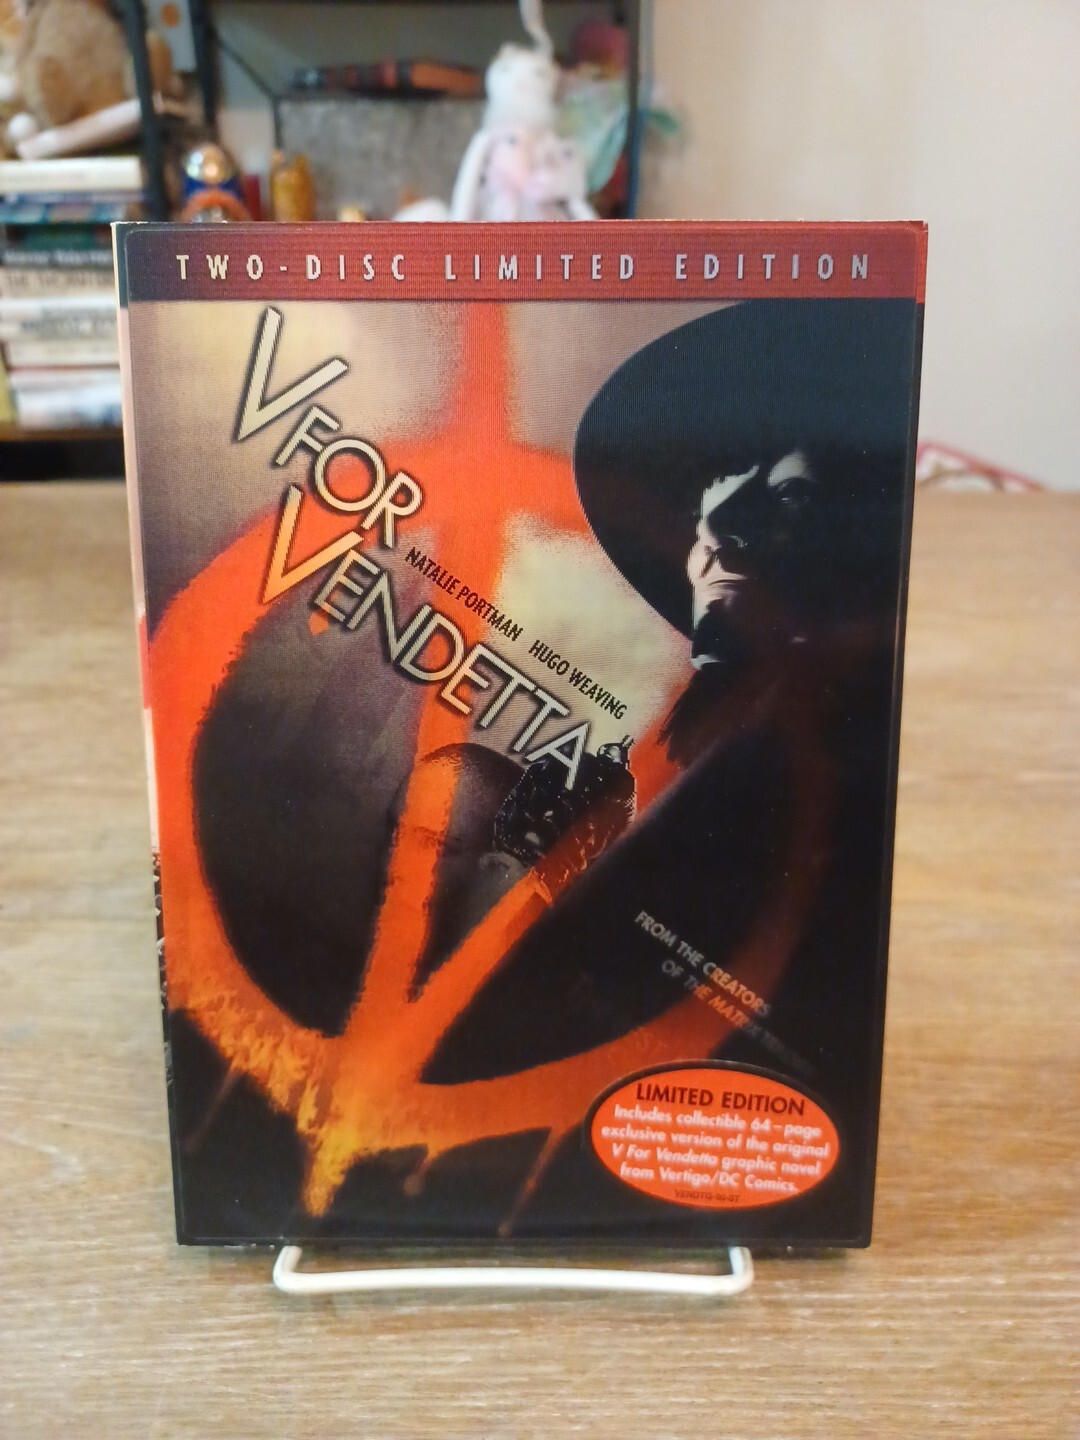 TWO-DISC LIMITED EDITION
V FOR
VENDETTA
NATALIE PORTMAN HUGO WEAVING
FROM THE CREATORS
OF THE MATRIX
LIMITED EDITION
Includes collectible 64-page
exclusive version of the original
V For Vendetta graphic novel
from Vertigo/DC Comics.